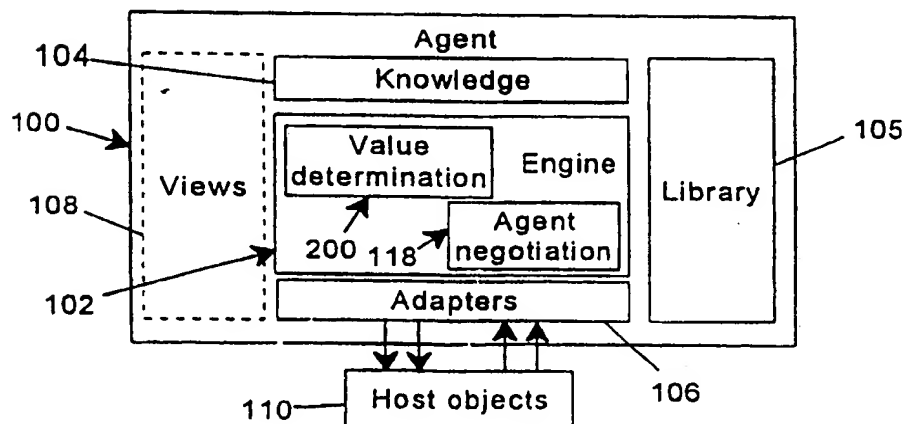 Agent
104
Knowledge
100
Value
determination
Engine
105
Views
Library
108
200
118
Agent
negotiation
102
Adapters
106
110
Host objects